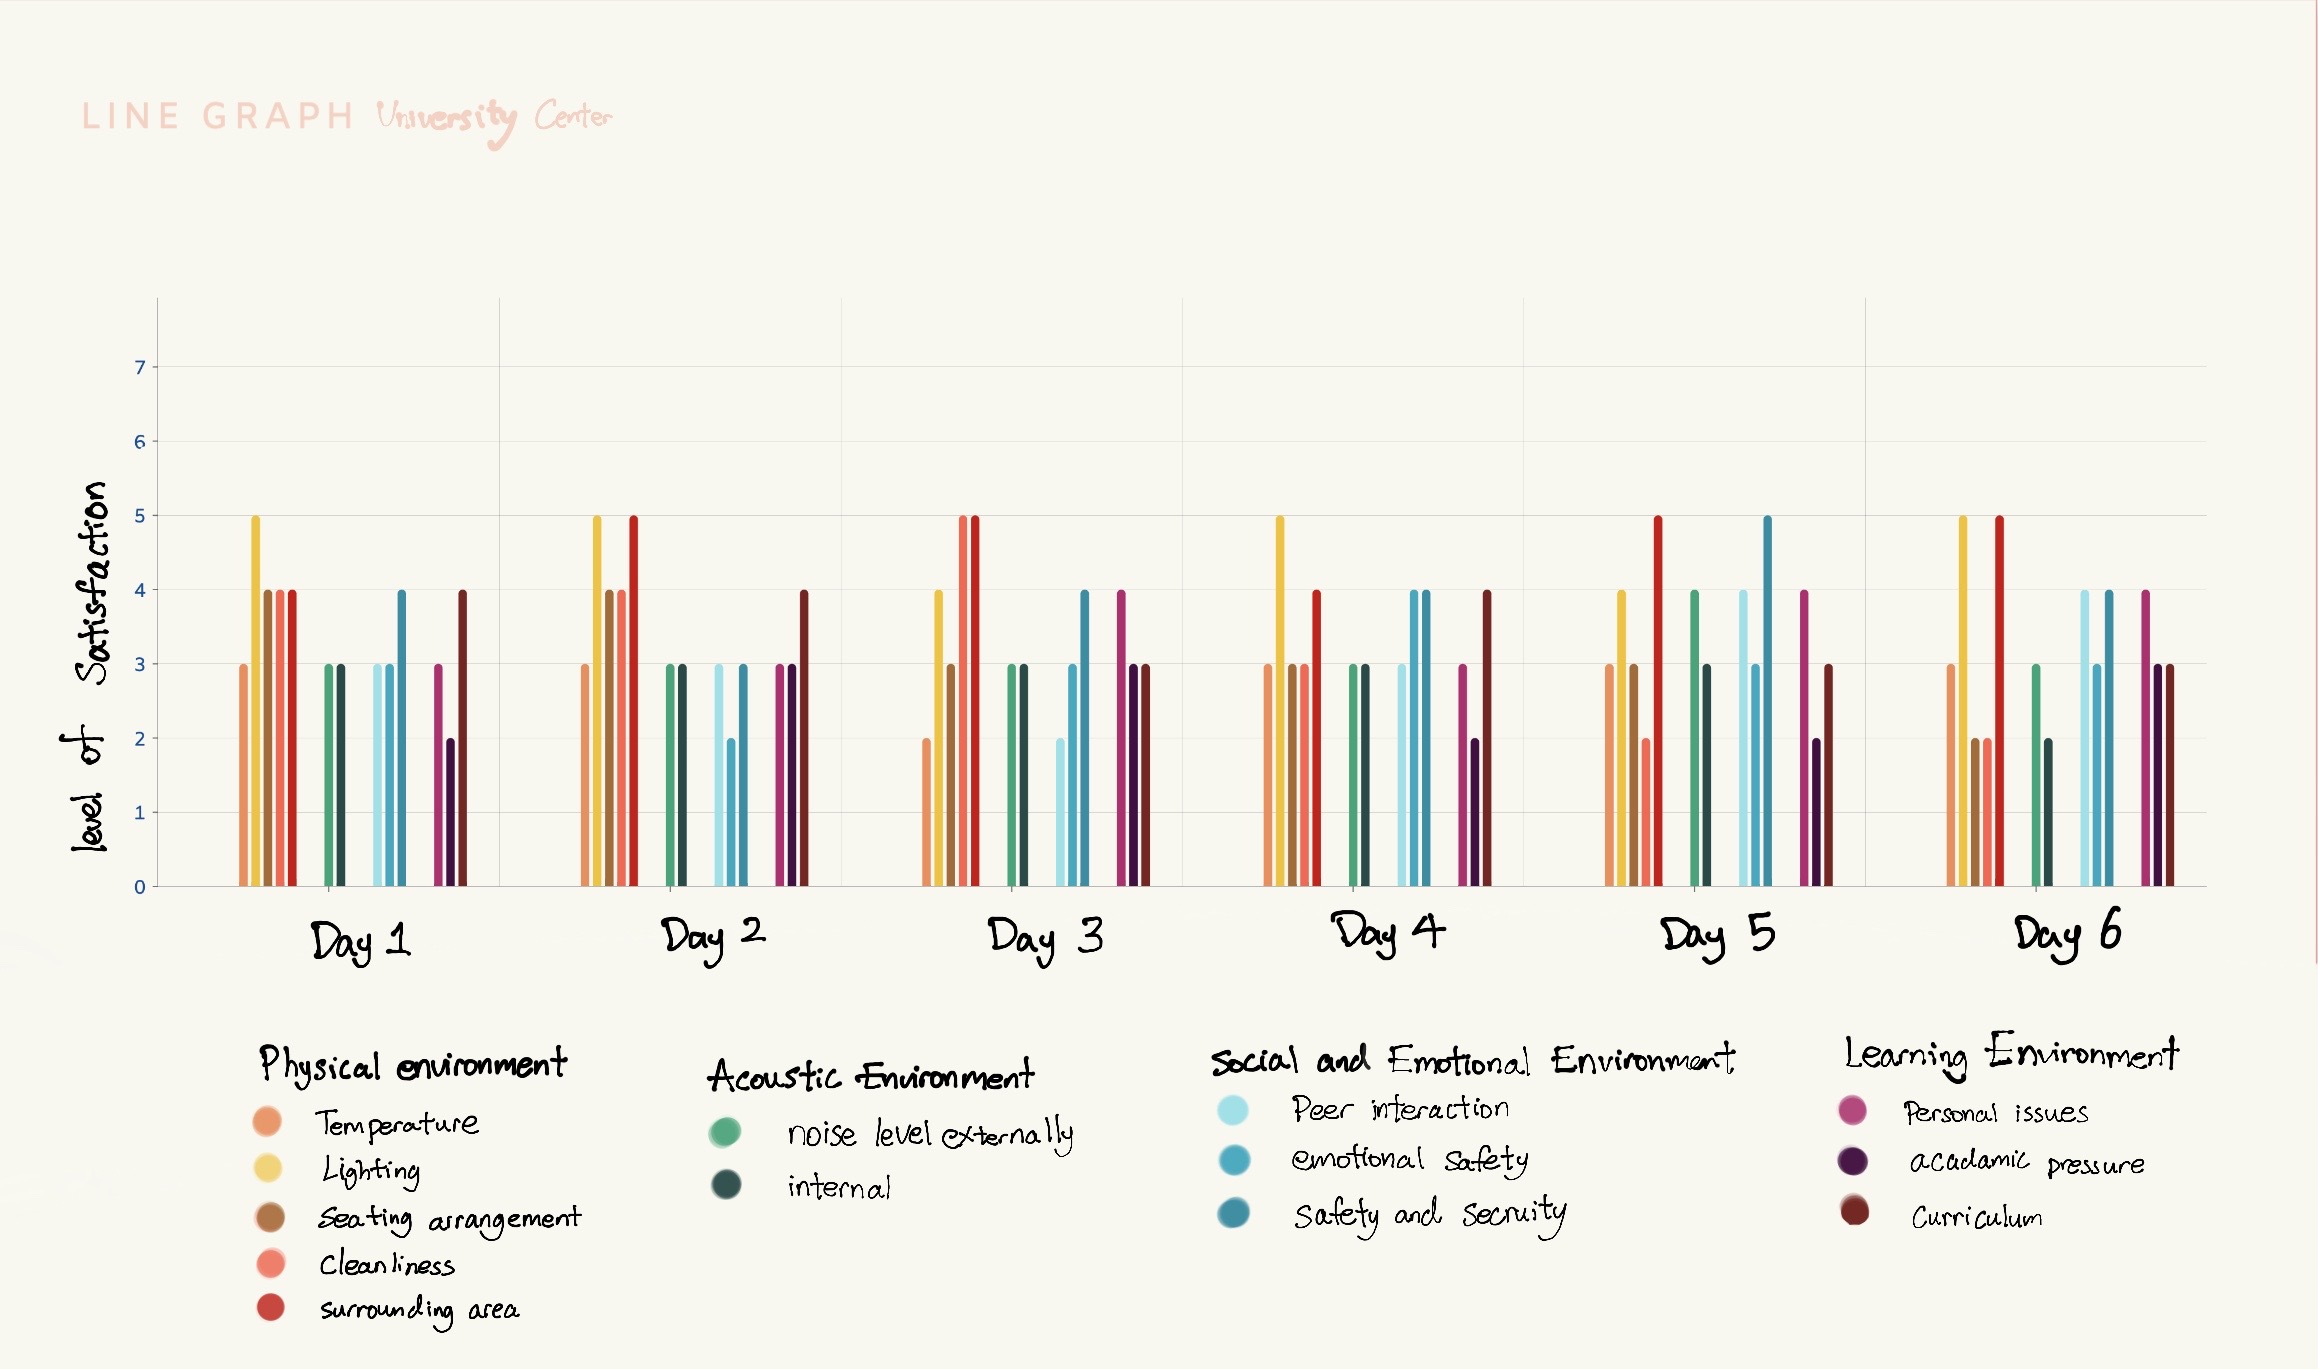 LINE GRAPH University Center
7
6
5
4
3
2
1
0
level of Satisfaction
Day 1
Day 2
Day 3
Day 4
Day 5
Day 6
Physical environment
Temperature
Lighting
Seating arrangement
Cleanliness
surrounding area
Acoustic Environment
noise level externally
internal
Social and Emotional Environment
Peer interaction
emotional safety
Safety and secruity
Learning Environment
Personal issues
acadamic pressure
Curriculum